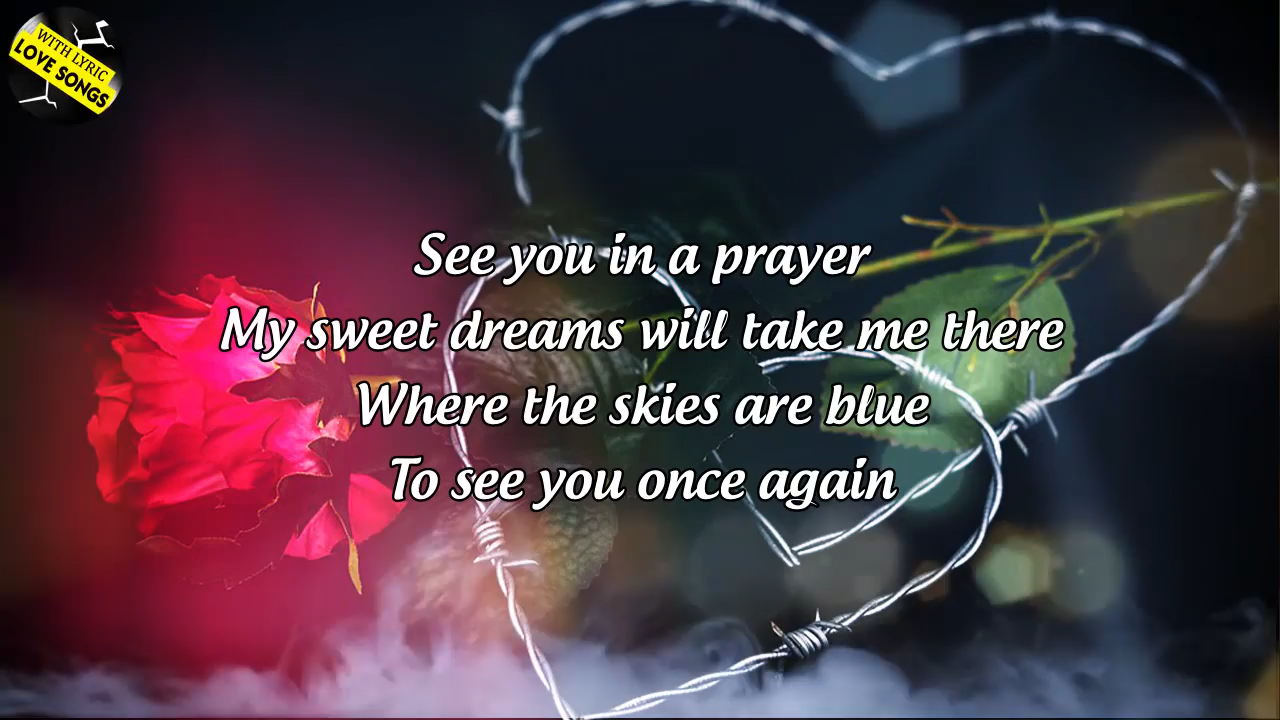 WITH LYRIC
LOVE SONGS
See you in a prayer
My sweet dreams will take me there
Where the skies are blue
To see you once again